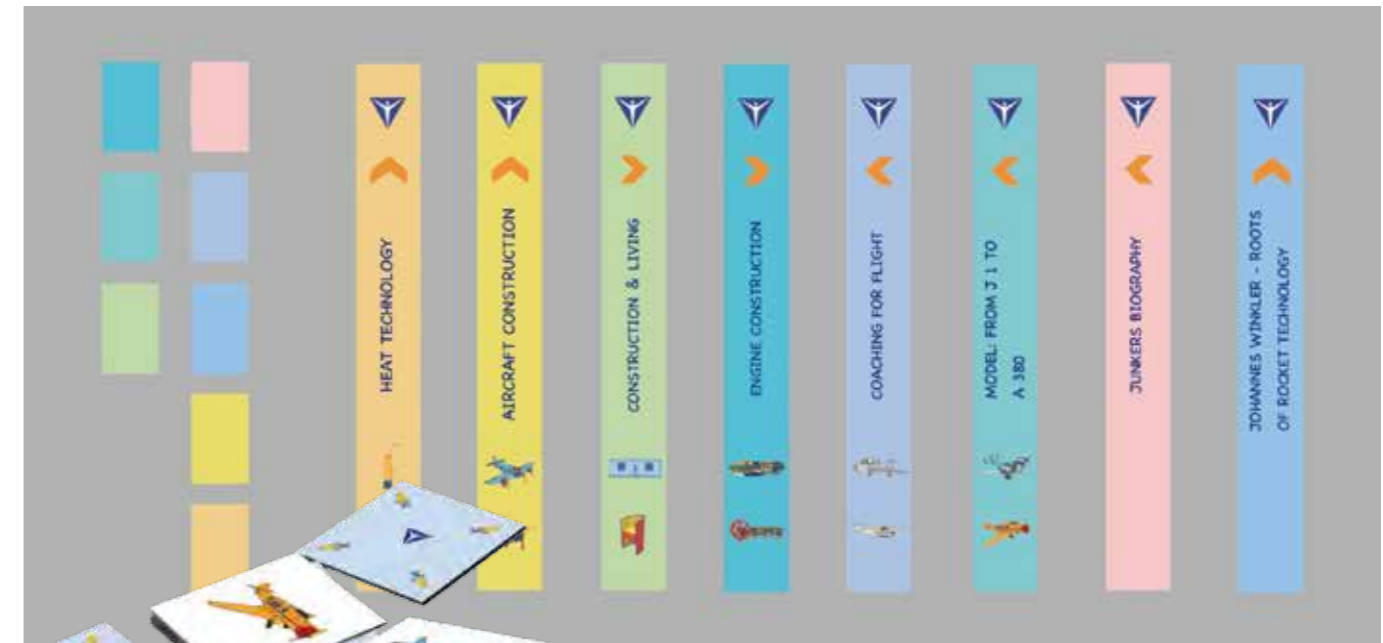 HEAT TECHNOLOGY
AIRCRAFT CONSTRUCTION
CONSTRUCTION & LIVING
ENGINE CONSTRUCTION
COACHING FOR FLIGHT
MODEL: FROM J 1 TO
A 380
JUNKERS BIOGRAPHY
JOHANNES WINKLER - ROOTS
OF ROCKET TECHNOLOGY